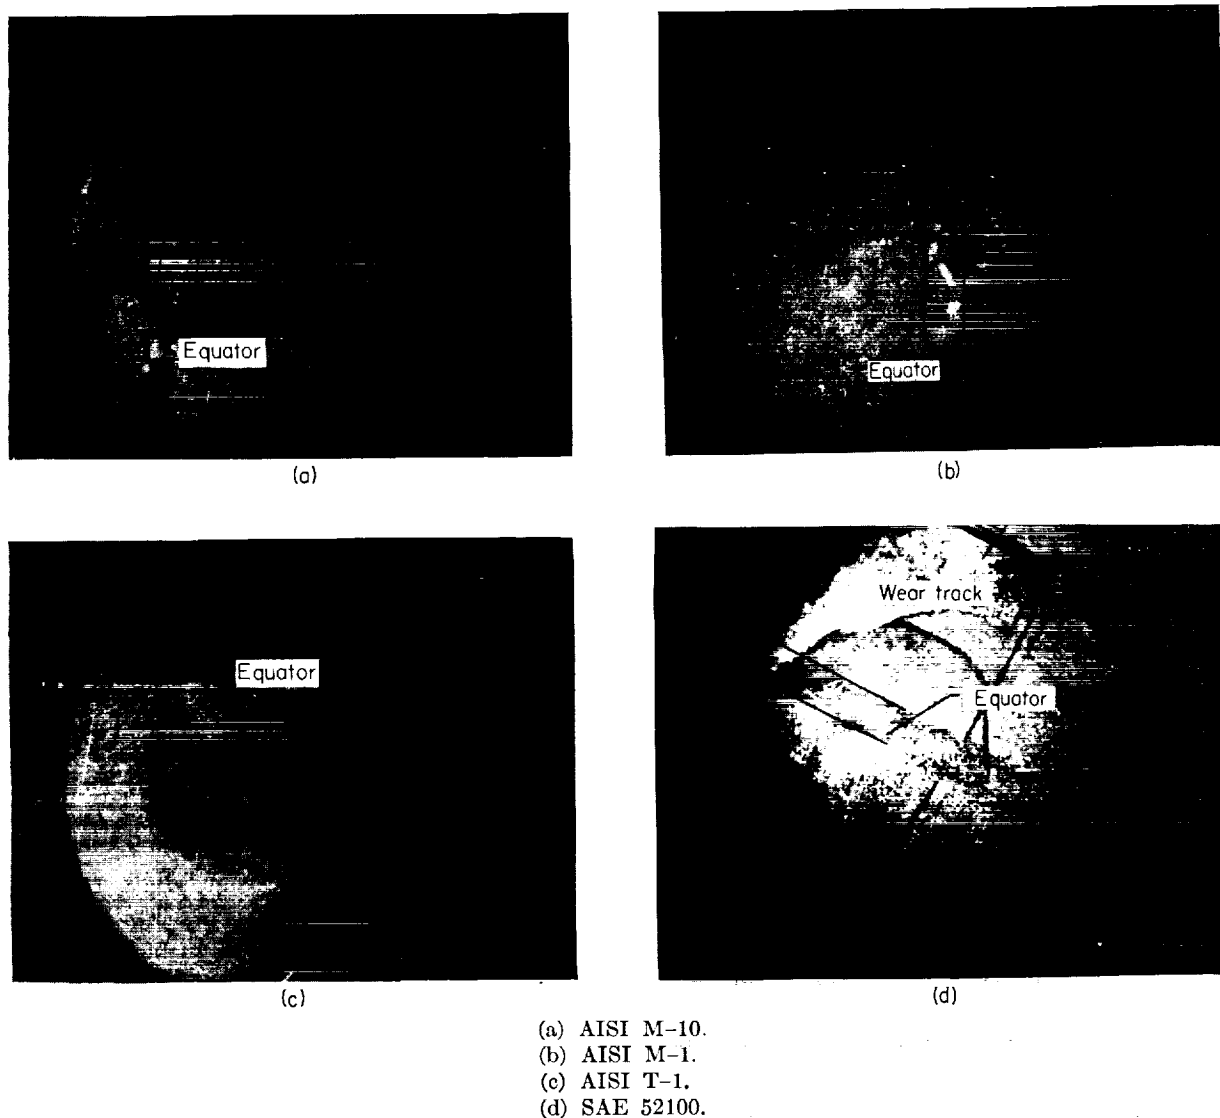 Equator
(a)
Equator
(b)
Equator
(c)
Wear track
Equator
(d)
(a) AISI M–10.
(b) AISI M–1.
(c) AISI T–1.
(d) SAE 52100.